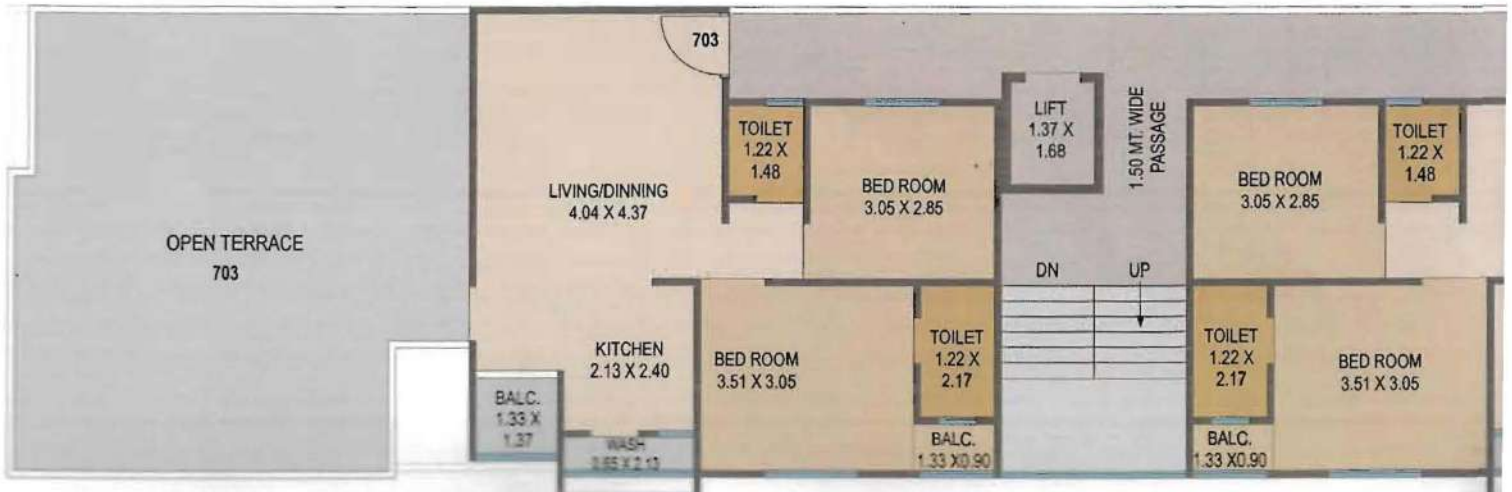 703
LIFT
1.37 X
1.68
1.50 MT. WIDE
PASSAGE
TOILET
1.22 X
1.48
BED ROOM
3.05 X 2.85
LIVING/DINNING
4.04 X 4.37
OPEN TERRACE
703
BED ROOM
3.05 X 2.85
TOILET
1.22 X
1.48
DN
UP
KITCHEN
2.13 X 2.40
BED ROOM
3.51 X 3.05
TOILET
1.22 X
2.17
TOILET
1.22 X
2.17
BED ROOM
3.51 X 3.05
BALC.
1.33 X
1.37
WASH
BALC.
1.33 X0.90
BALC.
1.33 X0.90